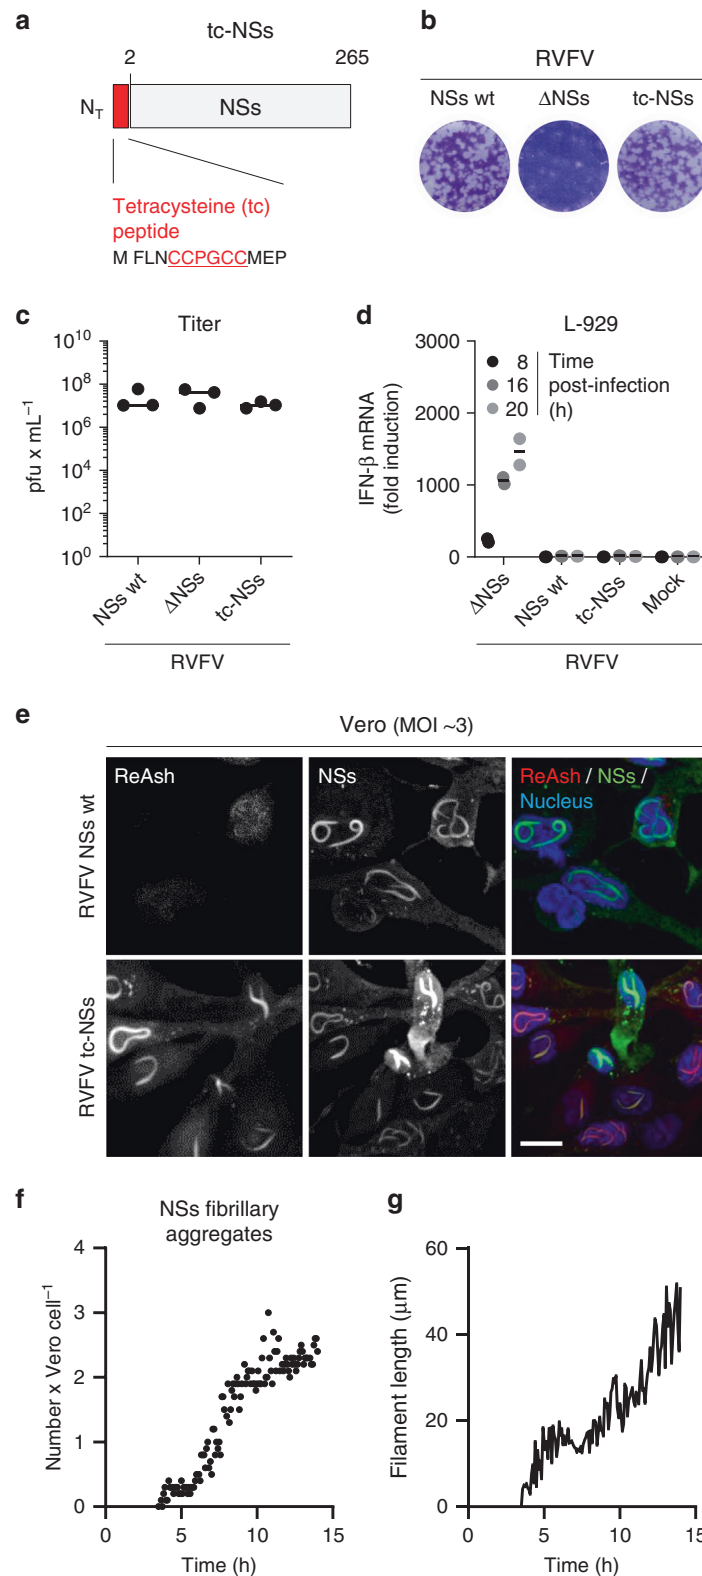 a
tc-NSs
2
265
N_T
NSs
Tetracysteine (tc)
peptide
M FLNCCPGCCMEP
b
RVFV
NSs wt
ΔNSs
tc-NSs
c
Titer
pfu x mL⁻¹
10¹⁰
10⁸
10⁶
10⁴
10²
10⁰
NSs wt
ΔNSs
tc-NSs
RVFV
d
L-929
IFN-β mRNA
(fold induction)
3000
2000
1000
0
8
16
20
Time
post-infection
(h)
ΔNSs
NSs wt
tc-NSs
Mock
RVFV
e
Vero (MOI ~3)
RVFV NSs wt
RVFV tc-NSs
ReAsh
NSs
ReAsh / NSs /
Nucleus
f
NSs fibrillary
aggregates
Number x Vero cell⁻¹
4
3
2
1
0
0
5
10
15
Time (h)
g
Filament length (μm)
60
40
20
0
0
5
10
15
Time (h)